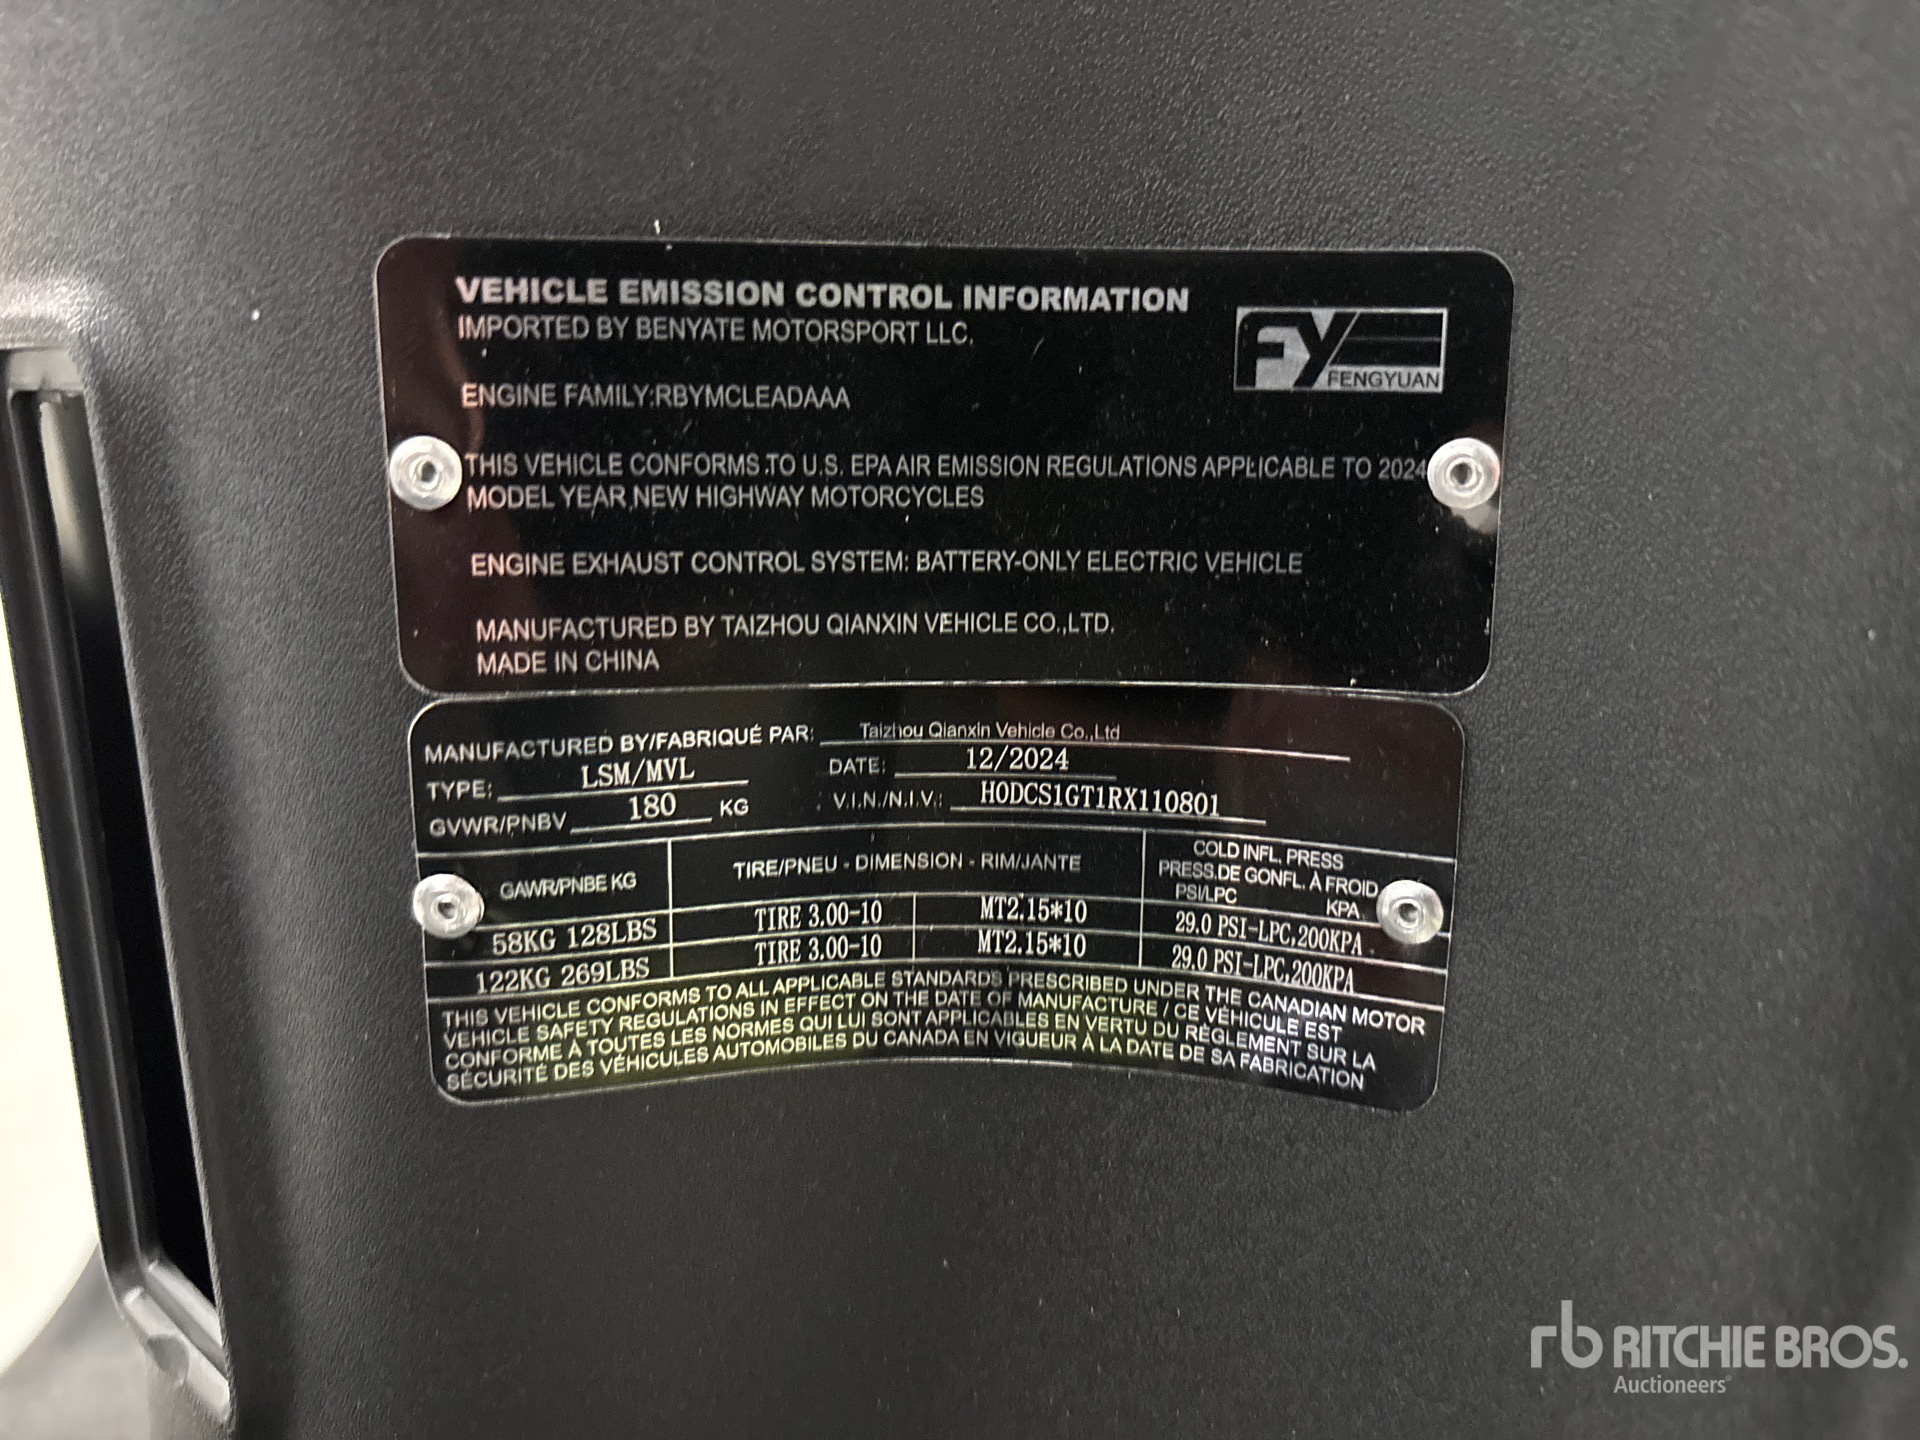 VEHICLE EMISSION CONTROL INFORMATION
IMPORTED BY BENYATE MOTORSPORT LLC.
FY
FENGYUAN
ENGINE FAMILY:RBYMCLEADAAA
THIS VEHICLE CONFORMS TO U.S. EPA AIR EMISSION REGULATIONS APPLICABLE TO 2024
MODEL YEAR NEW HIGHWAY MOTORCYCLES
ENGINE EXHAUST CONTROL SYSTEM: BATTERY-ONLY ELECTRIC VEHICLE
MANUFACTURED BY TAIZHOU QIANXIN VEHICLE CO.,LTD.
MADE IN CHINA
MANUFACTURED BY/FABRIQUÉ PAR: Taizhou Qianxin Vehicle Co.,Ltd
TYPE: LSM/MVL DATE: 12/2024
GVWR/PNBV 180 KG V.I.N./N.I.V.: H0DCS1GT1RX110801
GAWR/PNBE KG TIRE/PNEU - DIMENSION - RIM/JANTE COLD INFL. PRESS
PRESS.DE GONFL. À FROID
PSI/LPC KPA
58KG 128LBS TIRE 3.00-10 MT2.15*10 29.0 PSI-LPC,200KPA
122KG 269LBS TIRE 3.00-10 MT2.15*10 29.0 PSI-LPC,200KPA
THIS VEHICLE CONFORMS TO ALL APPLICABLE STANDARDS PRESCRIBED UNDER THE CANADIAN MOTOR
VEHICLE SAFETY REGULATIONS IN EFFECT ON THE DATE OF MANUFACTURE / CE VÉHICULE EST
CONFORME À TOUTES LES NORMES QUI LUI SONT APPLICABLES EN VERTU DU RÈGLEMENT SUR LA
SÉCURITÉ DES VÉHICULES AUTOMOBILES DU CANADA EN VIGUEUR À LA DATE DE SA FABRICATION
rb RITCHIE BROS.
Auctioneers